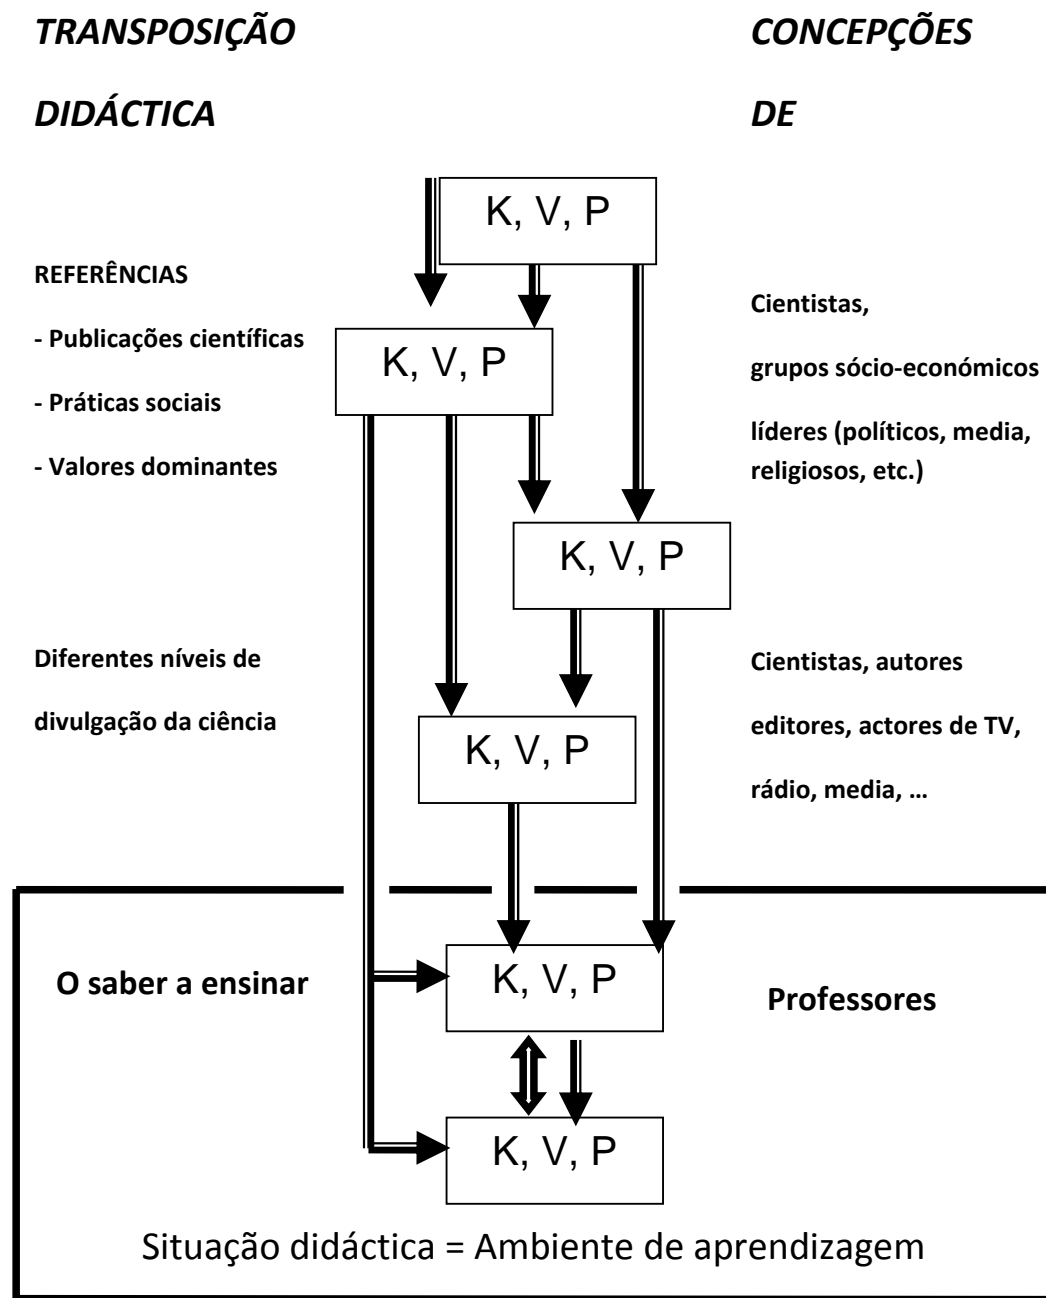 TRANSPOSIÇÃO
DIDÁCTICA
CONCEPÇÕES
DE
K, V, P
REFERÊNCIAS
- Publicações científicas
- Práticas sociais
- Valores dominantes
K, V, P
Cientistas,
grupos sócio-económicos
líderes (políticos, media,
religiosos, etc.)
K, V, P
Diferentes níveis de
divulgação da ciência
Cientistas, autores
editores, actores de TV,
rádio, media, ...
K, V, P
O saber a ensinar
K, V, P
Professores
K, V, P
Situação didáctica = Ambiente de aprendizagem